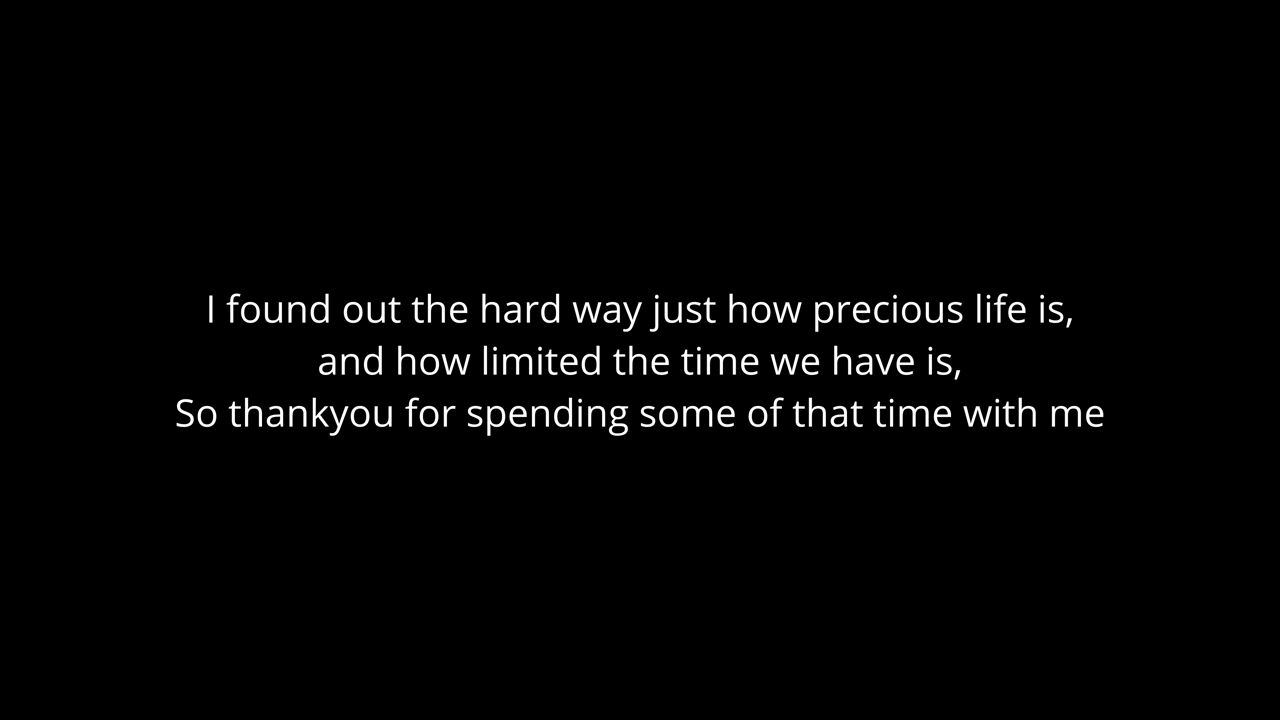 I found out the hard way just how precious life is,
and how limited the time we have is,
So thankyou for spending some of that time with me